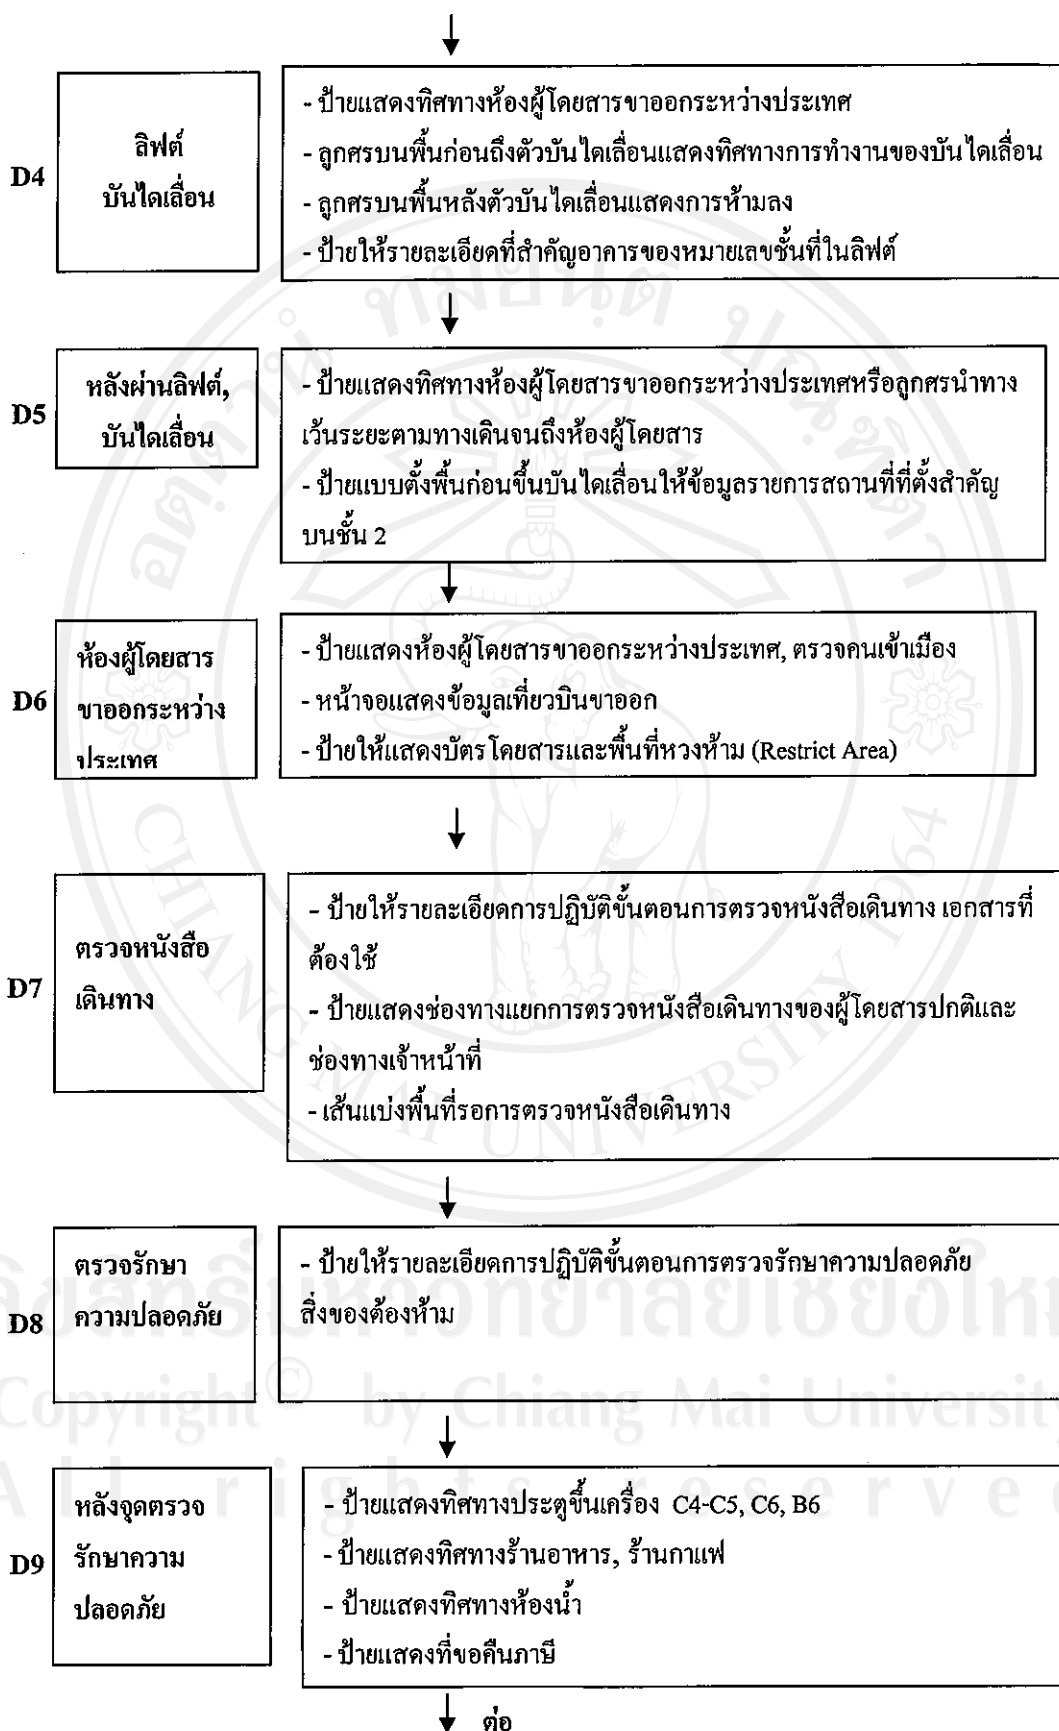 D4
ลิฟต์
บันไดเลื่อน
- ป้ายแสดงทิศทางห้องผู้โดยสารขาออกระหว่างประเทศ
- ลูกศรบนพื้นก่อนถึงตัวบันไดเลื่อนแสดงทิศทางการทำงานของบันไดเลื่อน
- ลูกศรบนพื้นหลังตัวบันไดเลื่อนแสดงการห้ามลง
- ป้ายให้รายละเอียดที่สำคัญอาคารของหมายเลขชั้นที่ในลิฟต์
D5
หลังผ่านลิฟต์,
บันไดเลื่อน
- ป้ายแสดงทิศทางห้องผู้โดยสารขาออกระหว่างประเทศหรือลูกศรนำทาง
เว้นระยะตามทางเดินจนถึงห้องผู้โดยสาร
- ป้ายแบบตั้งพื้นก่อนขึ้นบันไดเลื่อนให้ข้อมูลรายการสถานที่ที่ตั้งสำคัญ
บนชั้น 2
D6
ห้องผู้โดยสาร
ขาออกระหว่าง
ประเทศ
- ป้ายแสดงห้องผู้โดยสารขาออกระหว่างประเทศ, ตรวจคนเข้าเมือง
- หน้าจอแสดงข้อมูลเที่ยวบินขาออก
- ป้ายให้แสดงบัตรโดยสารและพื้นที่หวงห้าม (Restrict Area)
D7
ตรวจหนังสือ
เดินทาง
- ป้ายให้รายละเอียดการปฏิบัติขั้นตอนการตรวจหนังสือเดินทาง เอกสารที่
ต้องใช้
- ป้ายแสดงช่องทางแยกการตรวจหนังสือเดินทางของผู้โดยสารปกติและ
ช่องทางเจ้าหน้าที่
- เส้นแบ่งพื้นที่รอการตรวจหนังสือเดินทาง
D8
ตรวจรักษา
ความปลอดภัย
- ป้ายให้รายละเอียดการปฏิบัติขั้นตอนการตรวจรักษาความปลอดภัย
สิ่งของต้องห้าม
D9
หลังจุดตรวจ
รักษาความ
ปลอดภัย
- ป้ายแสดงทิศทางประตูขึ้นเครื่อง C4-C5, C6, B6
- ป้ายแสดงทิศทางร้านอาหาร, ร้านกาแฟ
- ป้ายแสดงทิศทางห้องน้ำ
- ป้ายแสดงที่ขอคืนภาษี
ต่อ
CHIANG MAI UNIVERSITY 1964
Copyright © by Chiang Mai University
All rights reserve